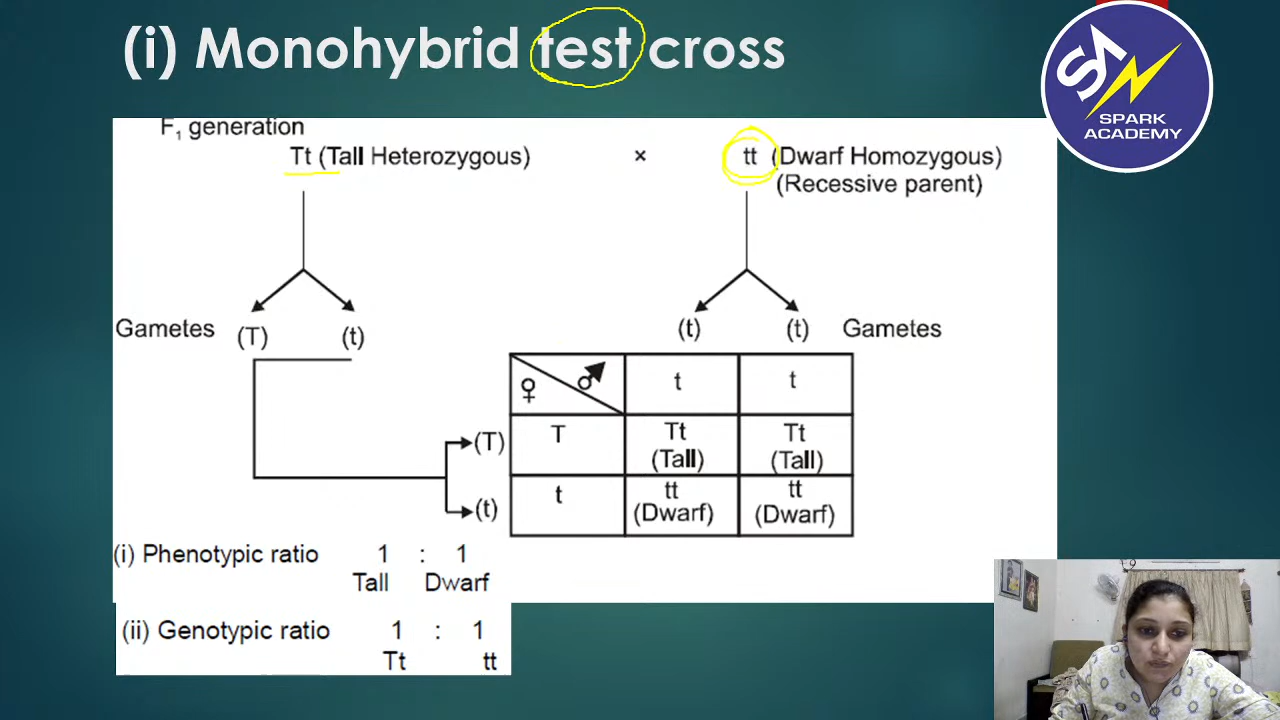 (i) Monohybrid test cross
SPARK
ACADEMY
F₁ generation
Tt (Tall Heterozygous) × tt (Dwarf Homozygous)
(Recessive parent)
Gametes (T) (t) (t) (t) Gametes
♀ ♂ t t
(T) T Tt Tt
(Tall) (Tall)
(t) t tt tt
(Dwarf) (Dwarf)
(i) Phenotypic ratio 1 : 1
Tall Dwarf
(ii) Genotypic ratio 1 : 1
Tt tt